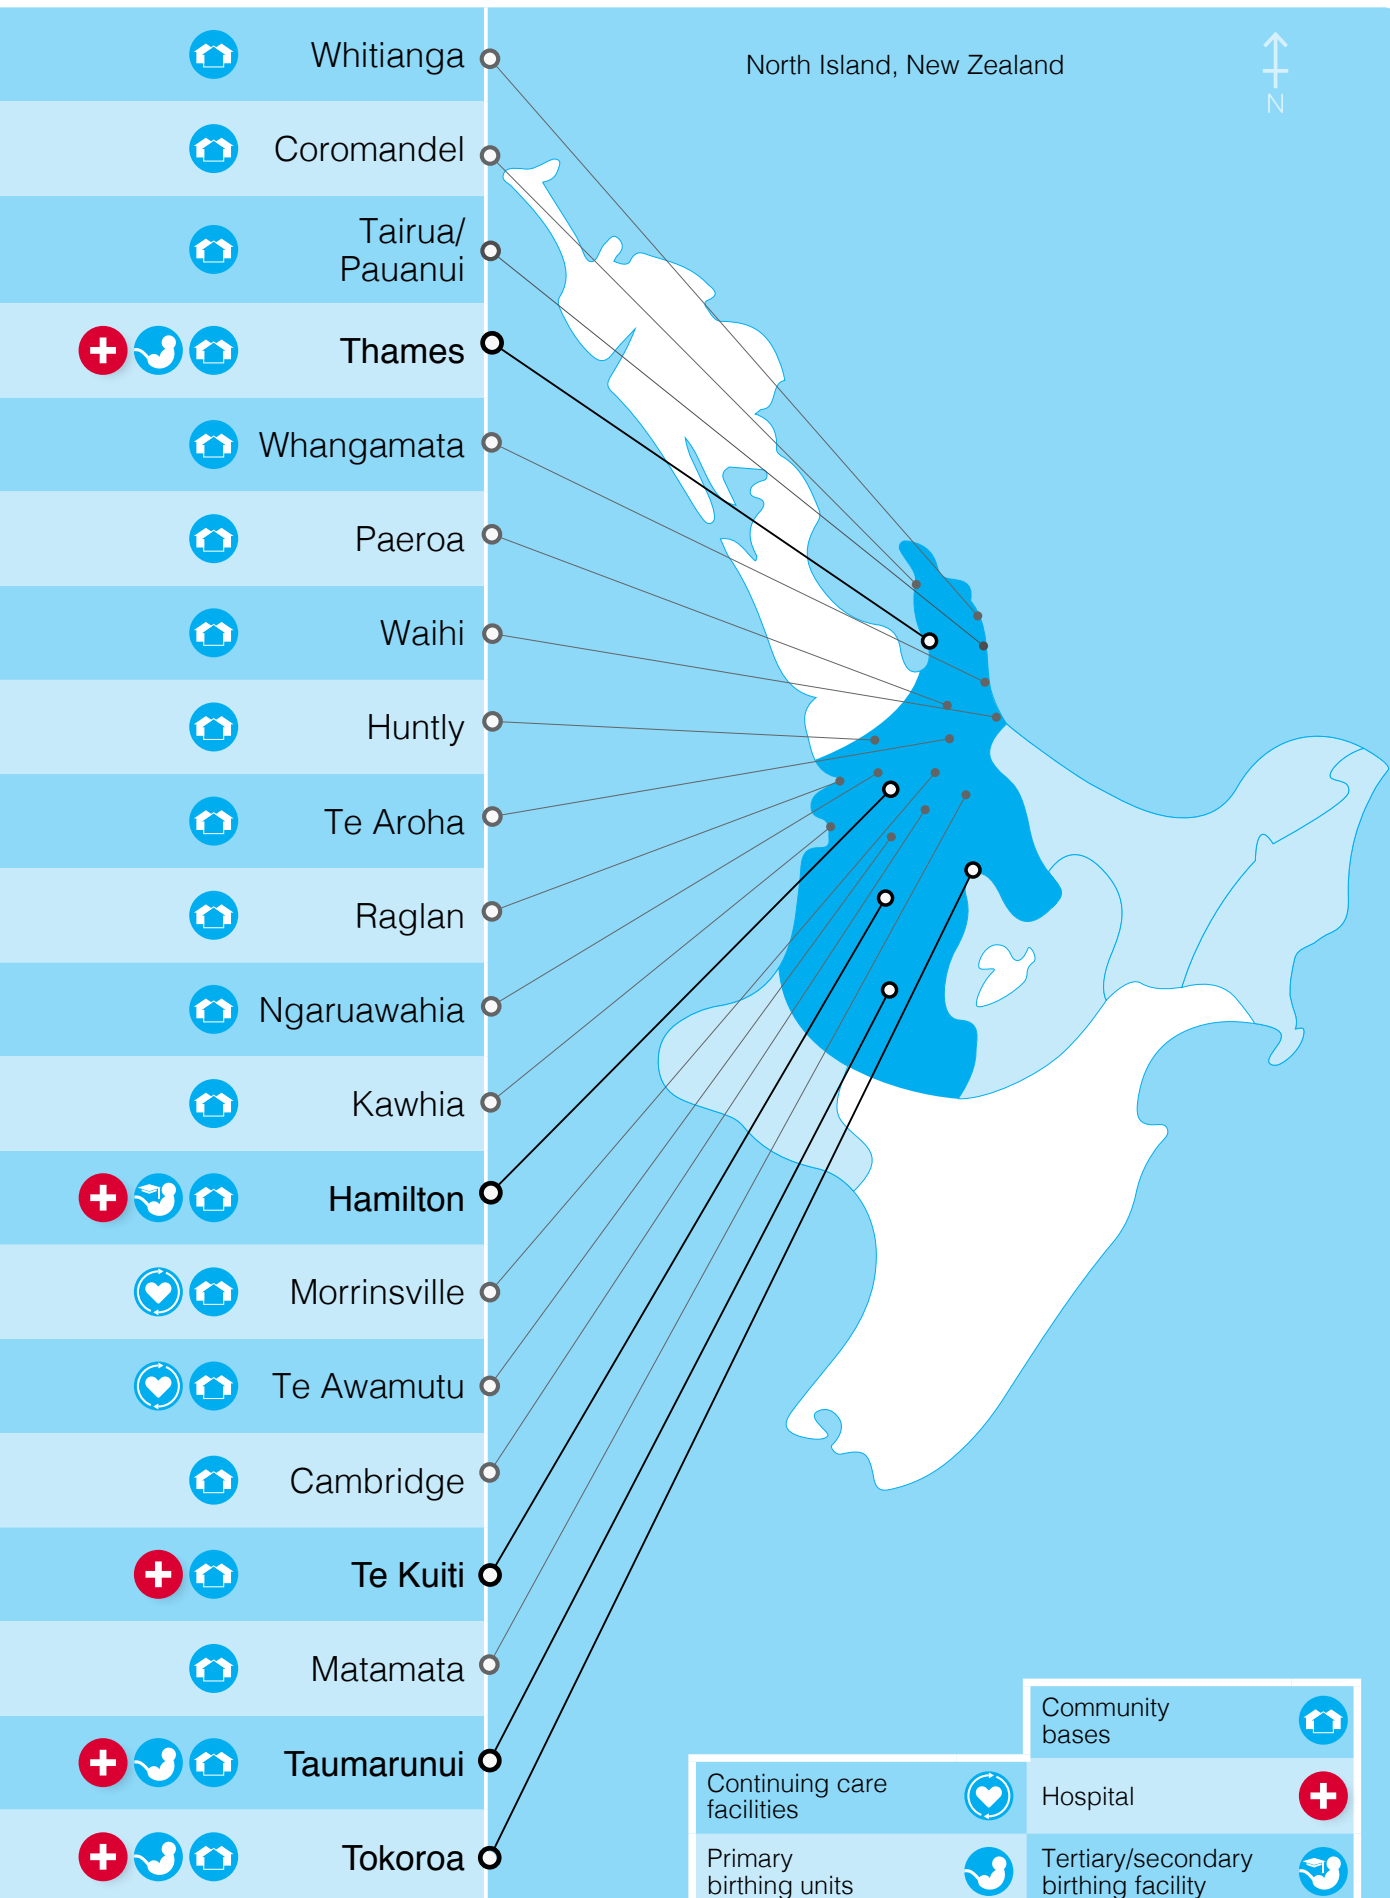 Whitianga
North Island, New Zealand
N
Coromandel
Tairua/
Pauanui
Thames
Whangamata
Paeroa
Waihi
Huntly
Te Aroha
Raglan
Ngaruawahia
Kawhia
Hamilton
Morrinsville
Te Awamutu
Cambridge
Te Kuiti
Matamata
Taumarunui
Tokoroa
Community
bases
Continuing care
facilities
Hospital
Primary
birthing units
Tertiary/secondary
birthing facility